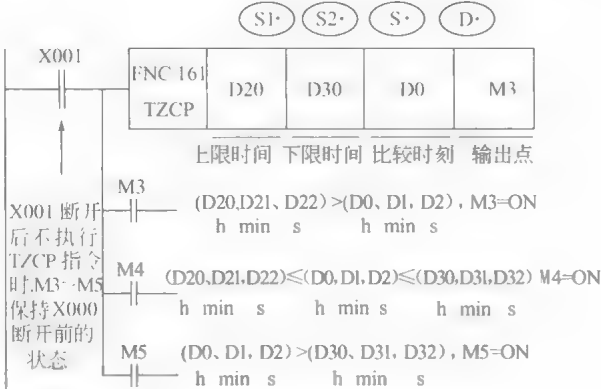 S1· S2· S· D·
X001
FNC 161
TZCP
D20 D30 D0 M3
上限时间 下限时间 比较时刻 输出点
M3
(D20,D21、D22)>(D0、D1, D2), M3=ON
h min s h min s
X001断开
后不执行
TZCP指令
时,M3~M5
保持X000
断开前的
状态
M4
(D20,D21,D22)≤(D0,D1,D2)≤(D30,D31,D32) M4=ON
h min s h min s h min s
M5
(D0、D1, D2)>(D30、D31, D32), M5=ON
h min s h min s